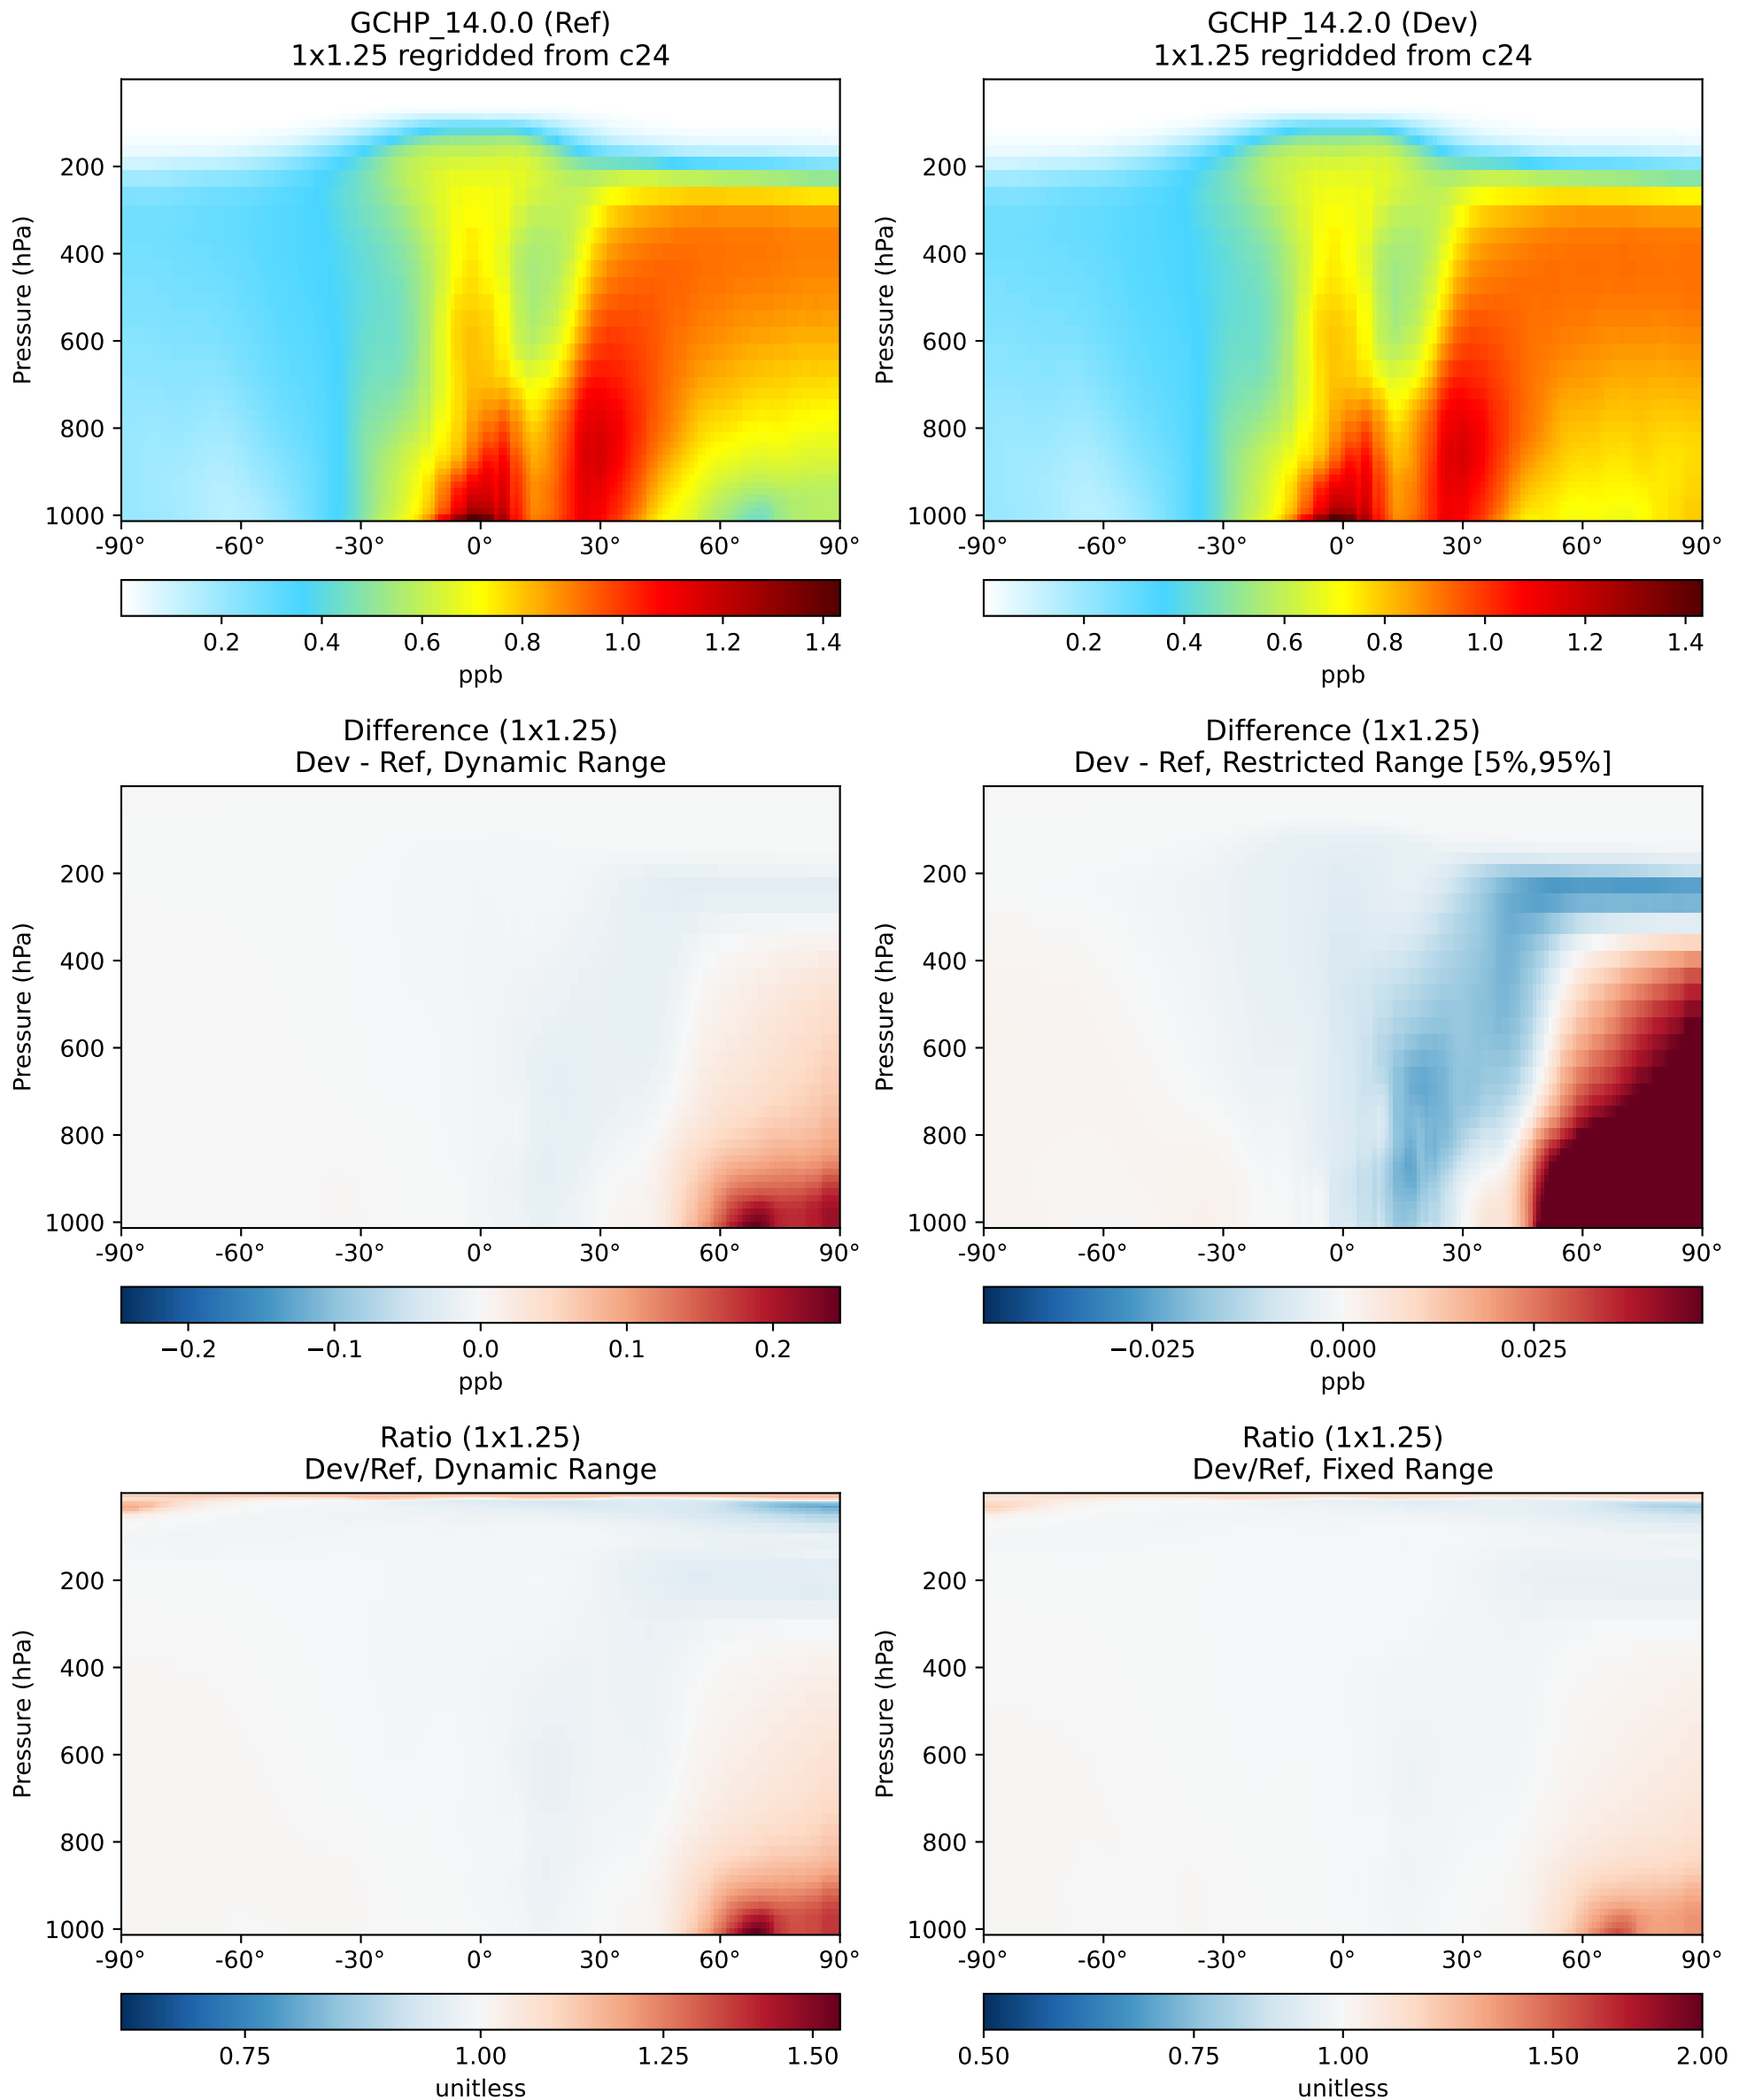 GCHP_14.0.0 (Ref)
1x1.25 regridded from c24
Pressure (hPa)
200
400
600
800
1000
-90° -60° -30° 0° 30° 60° 90°
0.2 0.4 0.6 0.8 1.0 1.2 1.4
ppb
GCHP_14.2.0 (Dev)
1x1.25 regridded from c24
Pressure (hPa)
200
400
600
800
1000
-90° -60° -30° 0° 30° 60° 90°
0.2 0.4 0.6 0.8 1.0 1.2 1.4
ppb
Difference (1x1.25)
Dev - Ref, Dynamic Range
Pressure (hPa)
200
400
600
800
1000
-90° -60° -30° 0° 30° 60° 90°
−0.2 −0.1 0.0 0.1 0.2
ppb
Difference (1x1.25)
Dev - Ref, Restricted Range [5%,95%]
Pressure (hPa)
200
400
600
800
1000
-90° -60° -30° 0° 30° 60° 90°
−0.025 0.000 0.025
ppb
Ratio (1x1.25)
Dev/Ref, Dynamic Range
Pressure (hPa)
200
400
600
800
1000
-90° -60° -30° 0° 30° 60° 90°
0.75 1.00 1.25 1.50
unitless
Ratio (1x1.25)
Dev/Ref, Fixed Range
Pressure (hPa)
200
400
600
800
1000
-90° -60° -30° 0° 30° 60° 90°
0.50 0.75 1.00 1.50 2.00
unitless